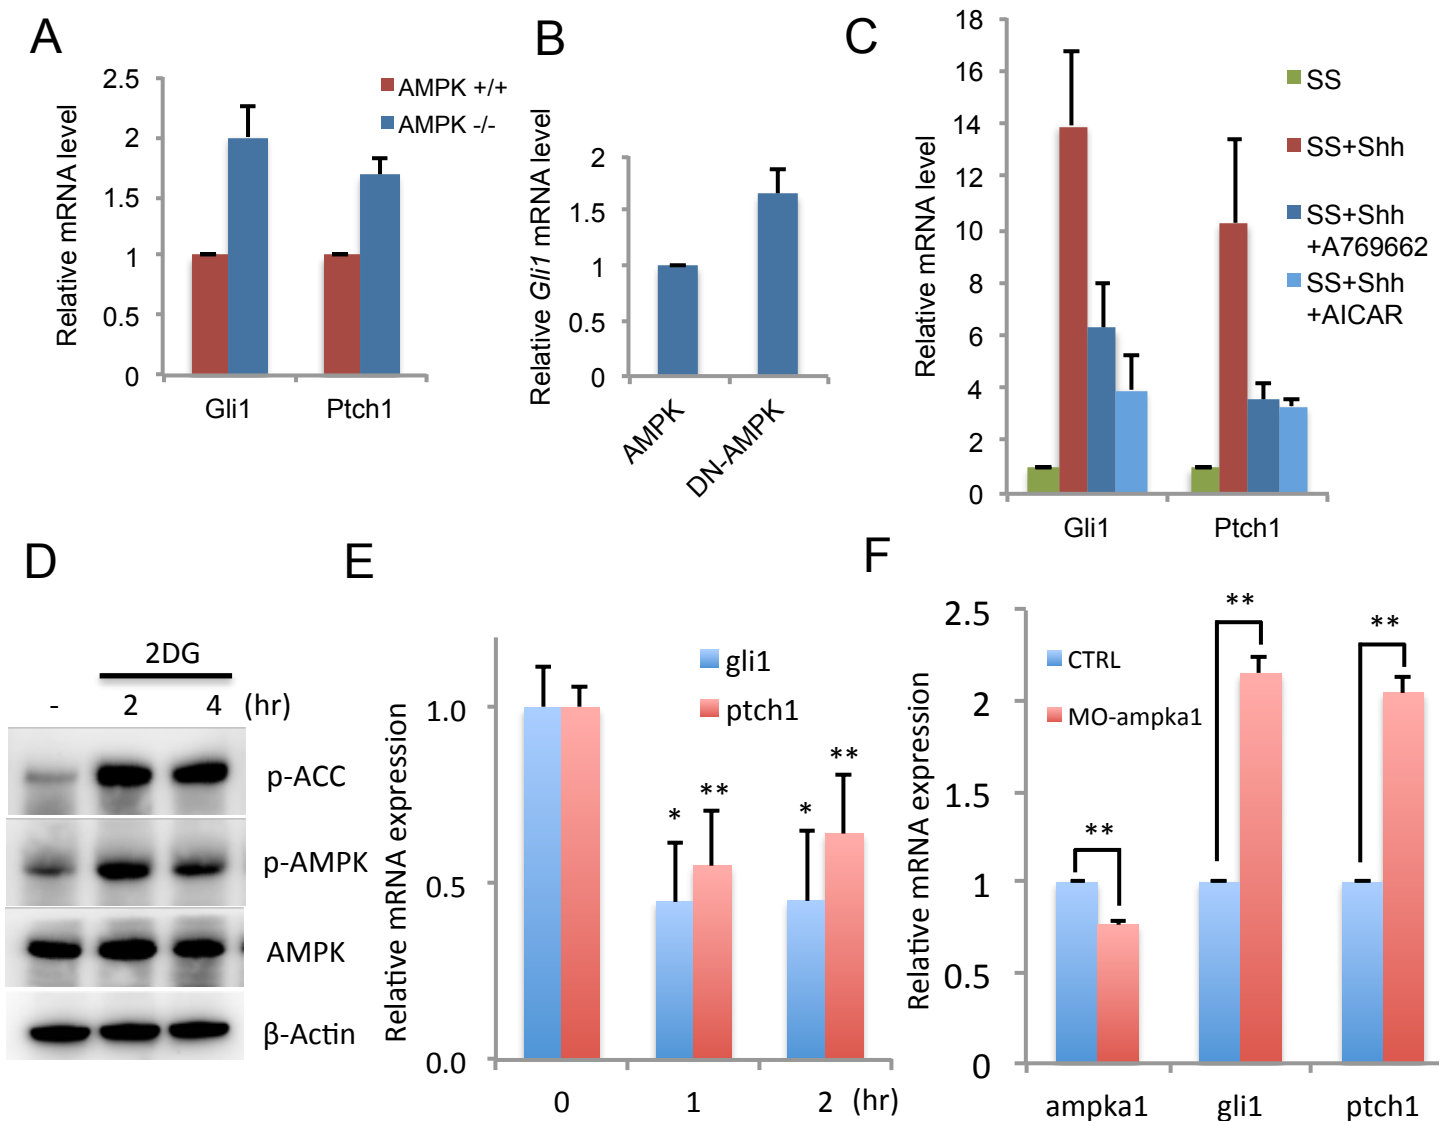 A
2.5
2
1.5
1
0.5
0
Relative mRNA level
AMPK +/+
AMPK -/-
Gli1
Ptch1
B
2
1.5
1
0.5
0
Relative Gli1 mRNA level
AMPK
DN-AMPK
C
18
16
14
12
10
8
6
4
2
0
Relative mRNA level
SS
SS+Shh
SS+Shh
+A769662
SS+Shh
+AICAR
Gli1
Ptch1
D
2DG
- 2 4 (hr)
p-ACC
p-AMPK
AMPK
β-Actin
E
1.0
0.5
0.0
Relative mRNA expression
gli1
ptch1
* **
* **
0 1 2 (hr)
F
2.5
2
1.5
1
0.5
0
Relative mRNA expression
CTRL
MO-ampka1
**
**
**
ampka1
gli1
ptch1